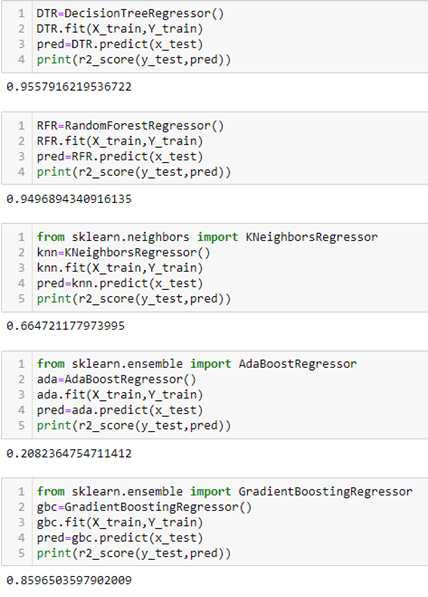 1 DTR=DecisionTreeRegressor()
2 DTR.fit(X_train,Y_train)
3 pred=DTR.predict(x_test)
4 print(r2_score(y_test,pred))
0.9557916219536722
1 RFR=RandomForestRegressor()
2 RFR.fit(X_train,Y_train)
3 pred=RFR.predict(x_test)
4 print(r2_score(y_test,pred))
0.9496894340916135
1 from sklearn.neighbors import KNeighborsRegressor
2 knn=KNeighborsRegressor()
3 knn.fit(X_train,Y_train)
4 pred=knn.predict(x_test)
5 print(r2_score(y_test,pred))
0.664721177973995
1 from sklearn.ensemble import AdaBoostRegressor
2 ada=AdaBoostRegressor()
3 ada.fit(X_train,Y_train)
4 pred=ada.predict(x_test)
5 print(r2_score(y_test,pred))
0.2082364754711412
1 from sklearn.ensemble import GradientBoostingRegressor
2 gbc=GradientBoostingRegressor()
3 gbc.fit(X_train,Y_train)
4 pred=gbc.predict(x_test)
5 print(r2_score(y_test,pred))
0.8596503597902009